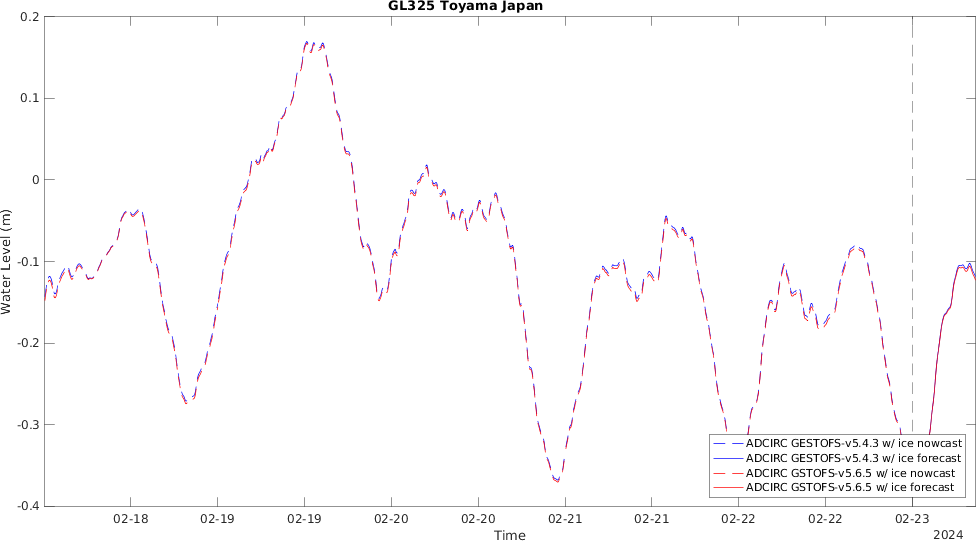 GL325 Toyama Japan
0.2
0.1
0
-0.1
-0.2
-0.3
-0.4
Water Level (m)
ADCIRC GESTOFS-v5.4.3 w/ ice nowcast
ADCIRC GESTOFS-v5.4.3 w/ ice forecast
ADCIRC GSTOFS-v5.6.5 w/ ice nowcast
ADCIRC GSTOFS-v5.6.5 w/ ice forecast
02-18 02-19 02-19 02-20 02-20 02-21 02-21 02-22 02-22 02-23
Time
2024